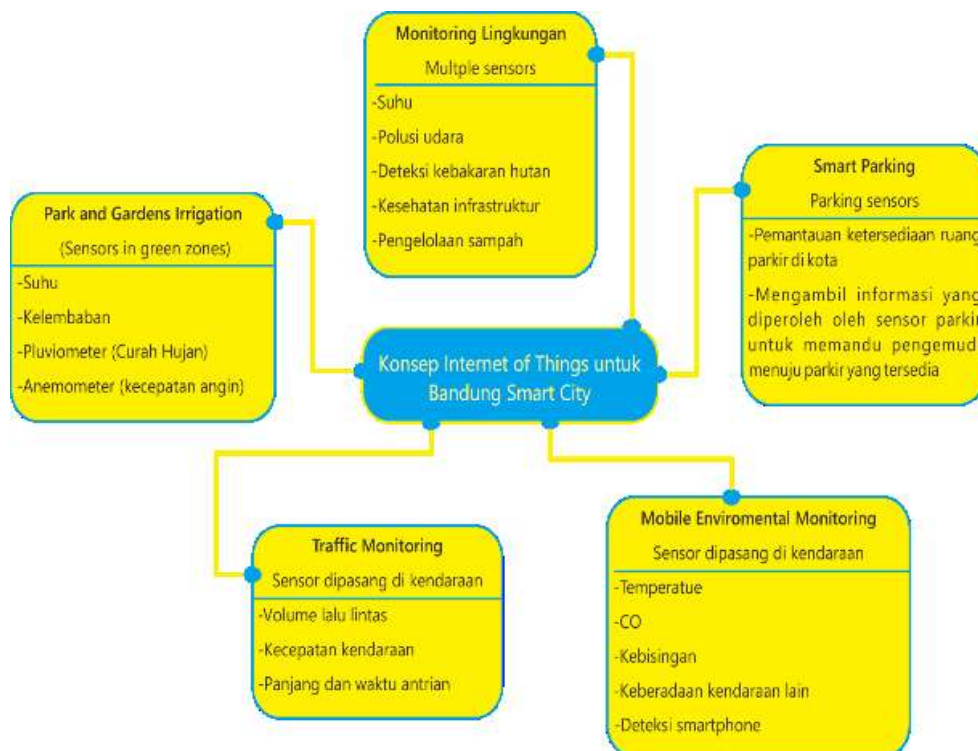 Monitoring Lingkungan
Multple sensors
-Suhu
-Polusi udara
-Deteksi kebakaran hutan
-Kesehatan infrastruktur
-Pengelolaan sampah
Smart Parking
Parking sensors
-Pemantauan ketersediaan ruang
parkir di kota
-Mengambil informasi yang
diperoleh oleh sensor parkir
untuk memandu pengemud
menuju parkir yang tersedia
Park and Gardens Irrigation
(Sensors in green zones)
-Suhu
-Kelembaban
-Pluviometer (Curah Hujan)
-Anemometer (kecepatan angin)
Konsep Internet of Things untuk
Bandung Smart City
Traffic Monitoring
Sensor dipasang di kendaraan
-Volume lalu lintas
-Kecepatan kendaraan
-Panjang dan waktu antrian
Mobile Enviromental Monitoring
Sensor dipasang di kendaraan
-Temperatue
-CO
-Kebisingan
-Keberadaan kendaraan lain
-Deteksi smartphone